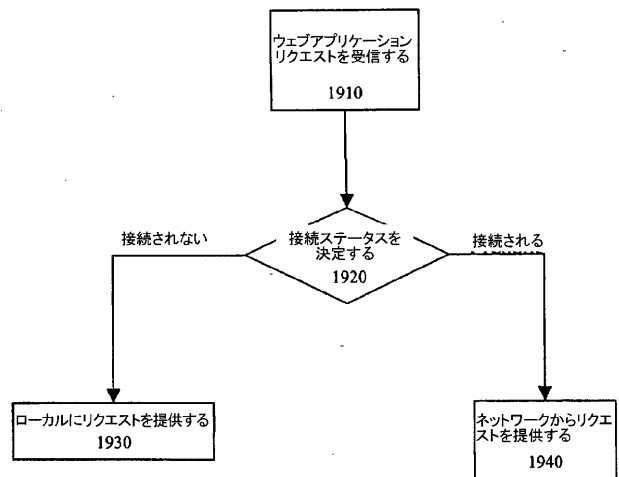 ウェブアプリケーション
リクエストを受信する
1910
接続されない
接続ステータスを
決定する
1920
接続される
ローカルにリクエストを提供する
1930
ネットワークからリクエ
ストを提供する
1940